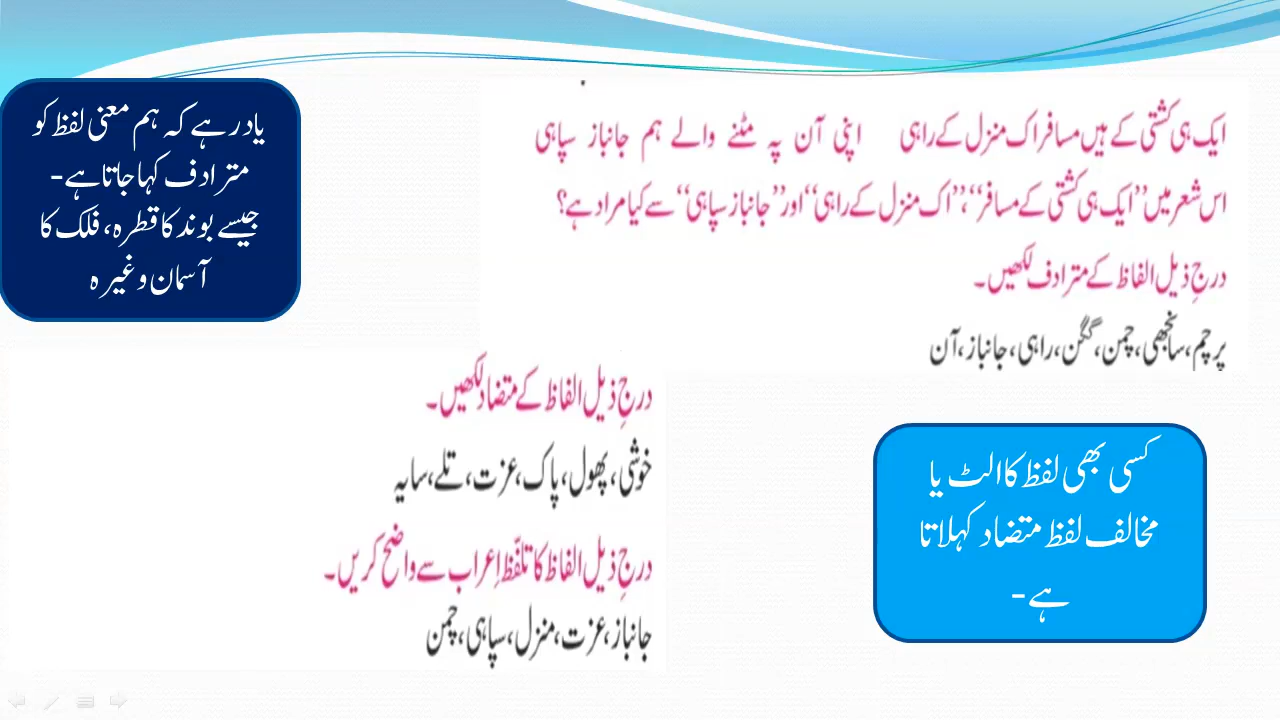 یاد رہے کہ ہم معنی لفظ کو
مترادف کہا جاتا ہے-
جیسے بوند کا قطرہ، فلک کا
آسمان وغیرہ
ایک ہی کشتی کے ہیں مسافر اک منزل کے راہی اپنی آن پہ مٹنے والے ہم جانباز سپاہی
اس شعر میں ”ایک ہی کشتی کے مسافر“، ”اک منزل کے راہی“ اور ”جانباز سپاہی“ سے کیا مراد ہے؟
درجِ ذیل الفاظ کے مترادف لکھیں۔
پرچم، سانجھی، چمن، گگن، راہی، جانباز، آن
درجِ ذیل الفاظ کے متضاد لکھیں۔
خوشی، پھول، پاک، عزت، تلے، سایہ
درجِ ذیل الفاظ کا تلفّظ اِعراب سے واضح کریں۔
جانباز، عزت، منزل، سپاہی، چمن
کسی بھی لفظ کا الٹ یا
مخالف لفظ متضاد کہلاتا
ہے-